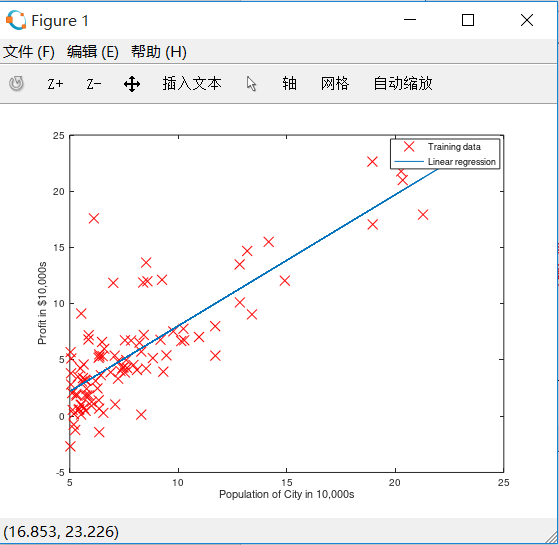 Figure 1
文件 (F) 编辑 (E) 帮助 (H)
Z+ Z- 插入文本 轴 网格 自动缩放
25
20
15
10
5
0
-5
5 10 15 20 25
Profit in $10,000s
Population of City in 10,000s
Training data
Linear regression
(16.853, 23.226)